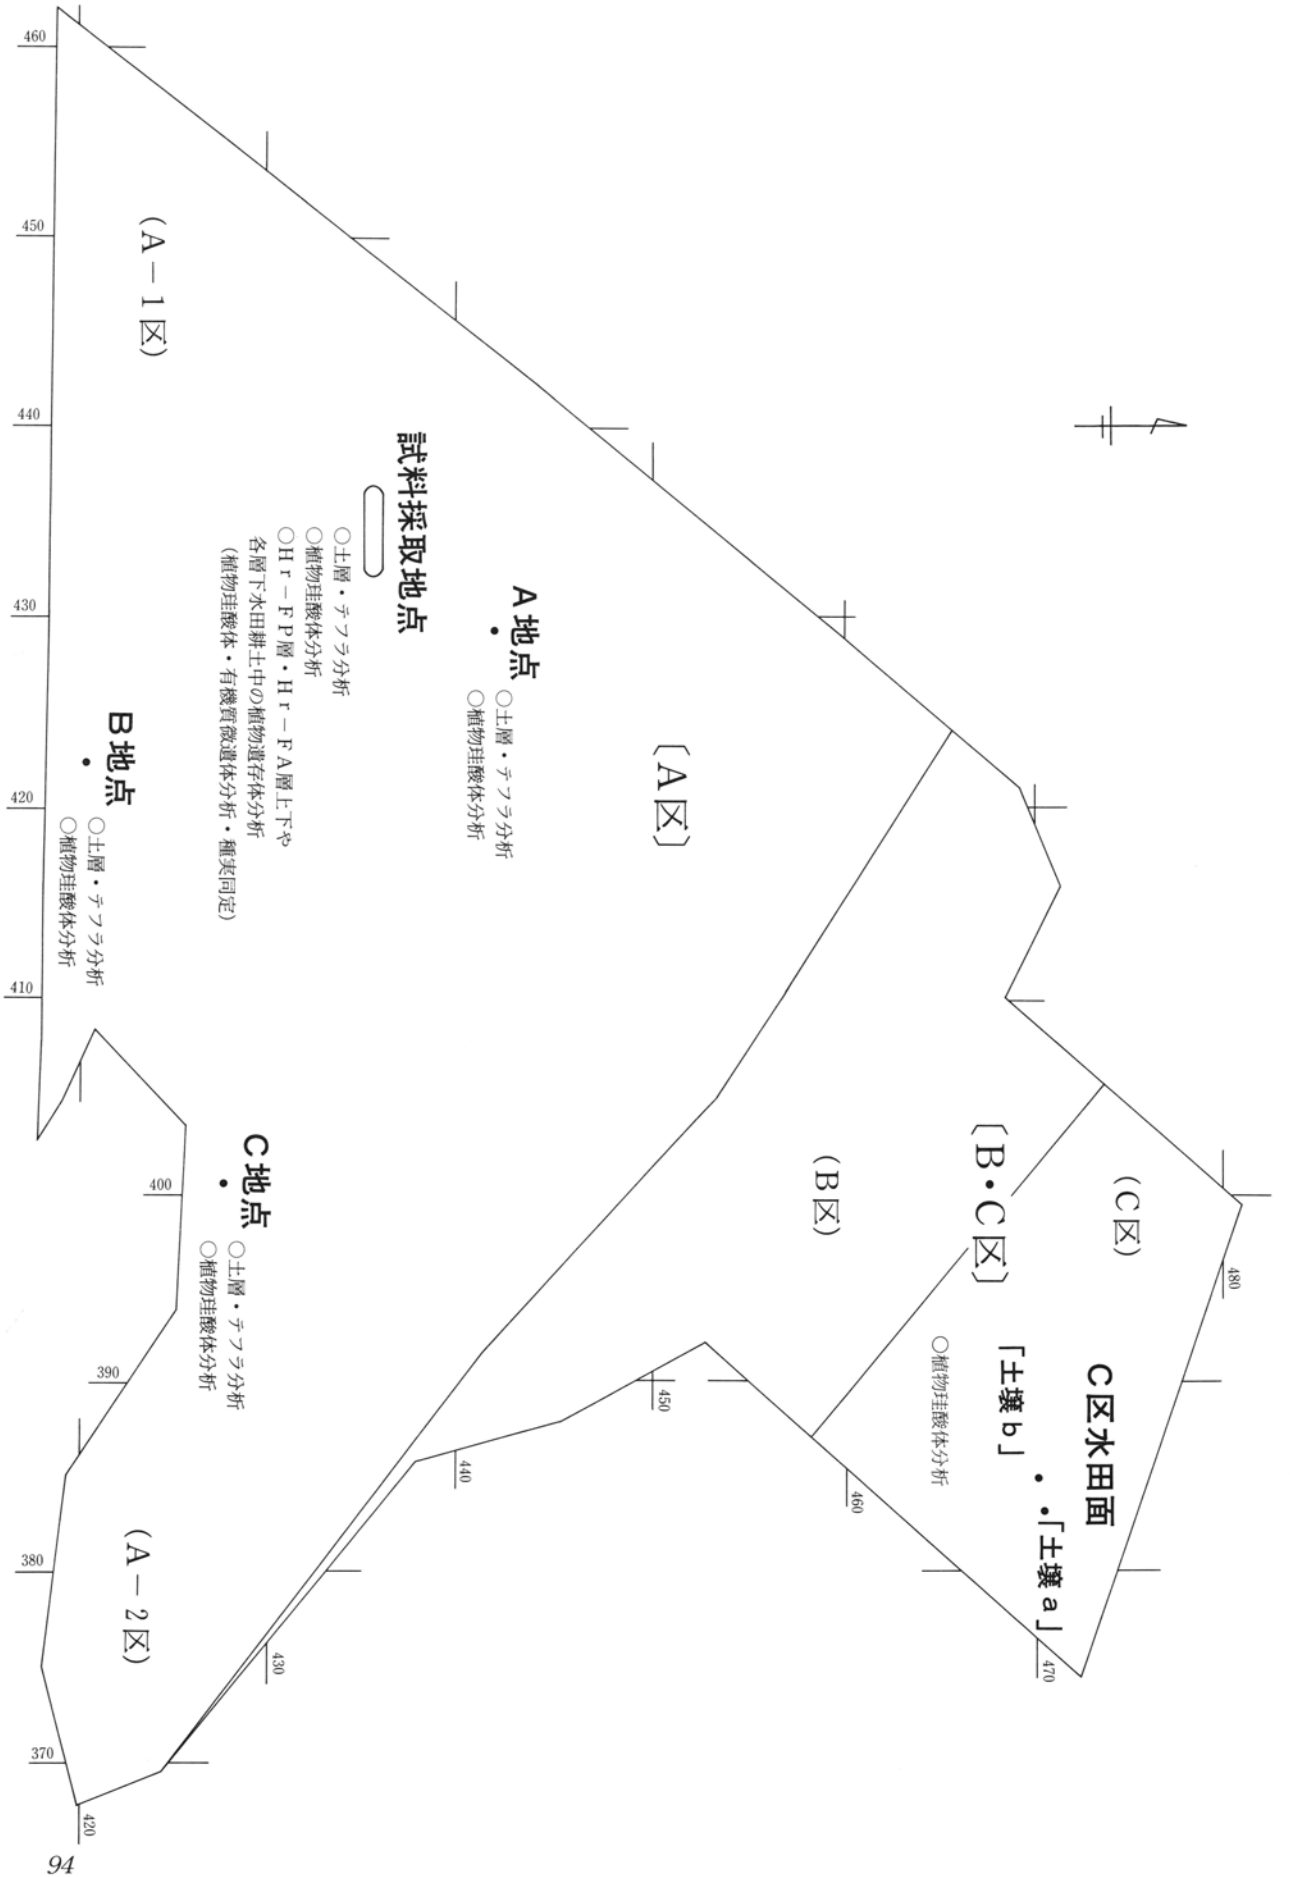 460
450
440
430
420
410
400
390
380
370
480
470
460
450
440
430
420
（A－1区）
試料採取地点
○土層・テフラ分析
○植物珪酸体分析
○Hr－FP層・Hr－FA層上下や
各層下水田耕土中の植物遺存体分析
（植物珪酸体・有機質微遺体分析・種実同定）
A地点
○土層・テフラ分析
○植物珪酸体分析
B地点
○土層・テフラ分析
○植物珪酸体分析
〔A区〕
C地点
○土層・テフラ分析
○植物珪酸体分析
（A－2区）
〔B・C区〕
（B区）
（C区）
C区水田面
「土壌a」
「土壌b」
○植物珪酸体分析
94